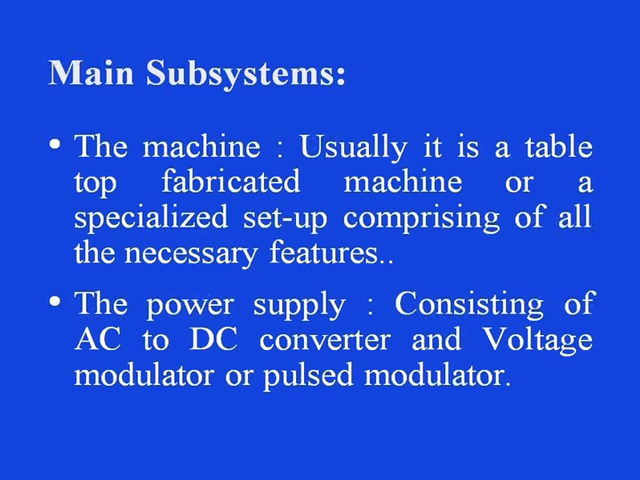 Main Subsystems:
• The machine : Usually it is a table
top fabricated machine or a
specialized set-up comprising of all
the necessary features..
• The power supply : Consisting of
AC to DC converter and Voltage
modulator or pulsed modulator.